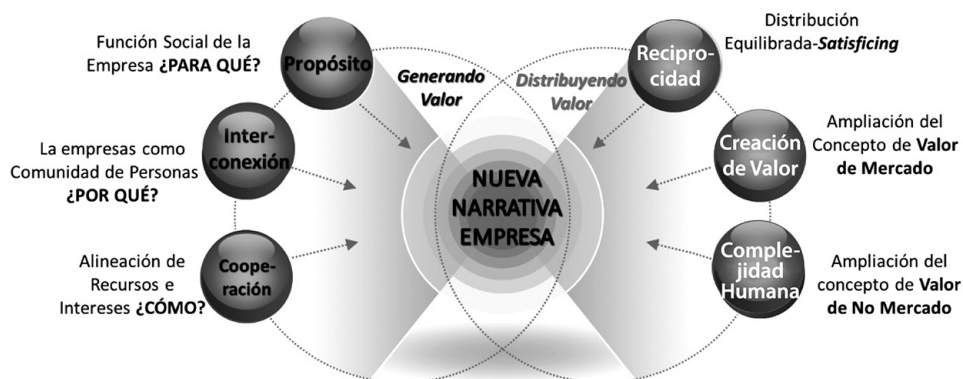 Función Social de la
Empresa ¿PARA QUÉ?
Propósito
Generando
Valor
Distribuyendo
Valor
Recipro-
cidad
Distribución
Equilibrada-Satisficing
Inter-
conexión
La empresas como
Comunidad de Personas
¿POR QUÉ?
NUEVA
NARRATIVA
EMPRESA
Creación
de Valor
Ampliación del
Concepto de Valor
de Mercado
Coope-
ración
Alineación de
Recursos e
Intereses ¿CÓMO?
Comple-
jidad
Humana
Ampliación del
concepto de Valor
de No Mercado